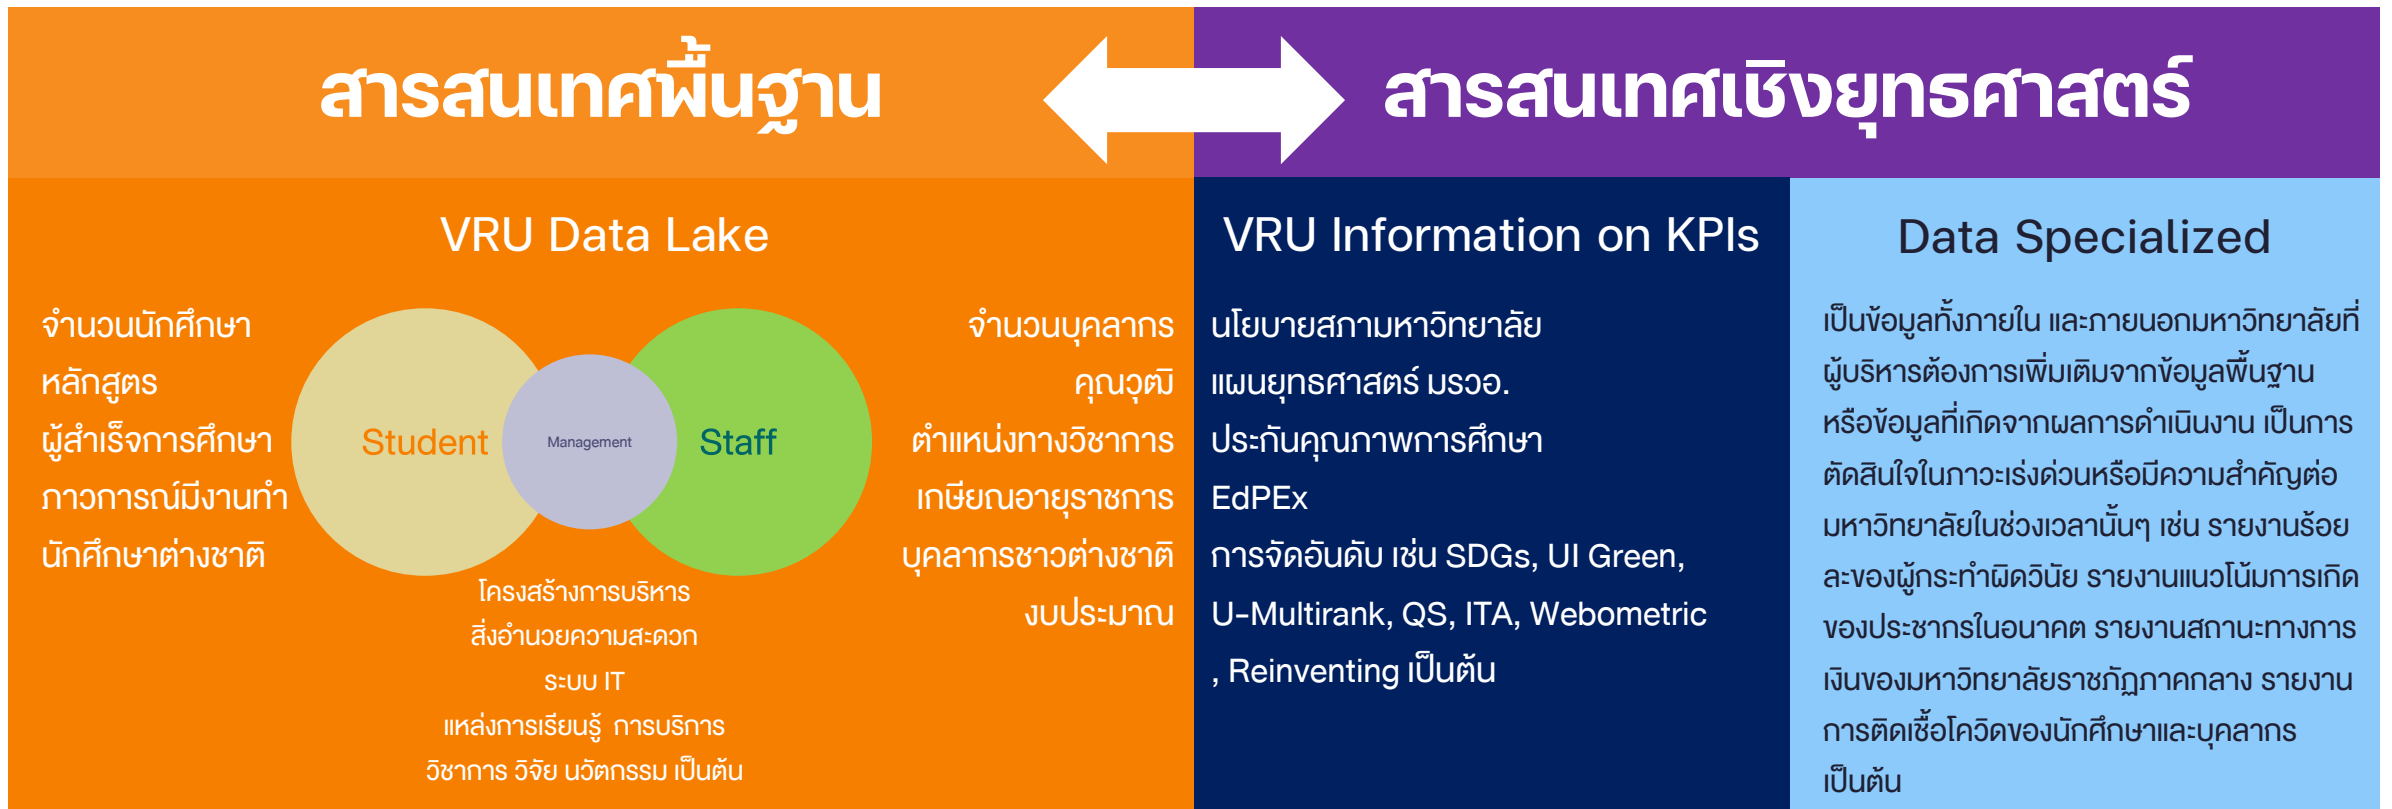 สารสนเทศพื้นฐาน
สารสนเทศเชิงยุทธศาสตร์
VRU Data Lake
จำนวนนักศึกษา
หลักสูตร
ผู้สำเร็จการศึกษา
ภาวการณ์มีงานทำ
นักศึกษาต่างชาติ
Student
Management
Staff
จำนวนบุคลากร
คุณวุฒิ
ตำแหน่งทางวิชาการ
เกษียณอายุราชการ
บุคลากรชาวต่างชาติ
งบประมาณ
โครงสร้างการบริหาร
สิ่งอำนวยความสะดวก
ระบบ IT
แหล่งการเรียนรู้ การบริการ
วิชาการ วิจัย นวัตกรรม เป็นต้น
VRU Information on KPIs
นโยบายสภามหาวิทยาลัย
แผนยุทธศาสตร์ มรวอ.
ประกันคุณภาพการศึกษา
EdPEx
การจัดอันดับ เช่น SDGs, UI Green,
U-Multirank, QS, ITA, Webometric
, Reinventing เป็นต้น
Data Specialized
เป็นข้อมูลทั้งภายใน และภายนอกมหาวิทยาลัยที่
ผู้บริหารต้องการเพิ่มเติมจากข้อมูลพื้นฐาน
หรือข้อมูลที่เกิดจากผลการดำเนินงาน เป็นการ
ตัดสินใจในภาวะเร่งด่วนหรือมีความสำคัญต่อ
มหาวิทยาลัยในช่วงเวลานั้นๆ เช่น รายงานร้อย
ละของผู้กระทำผิดวินัย รายงานแนวโน้มการเกิด
ของประชากรในอนาคต รายงานสถานะทางการ
เงินของมหาวิทยาลัยราชภัฏภาคกลาง รายงาน
การติดเชื้อโควิดของนักศึกษาและบุคลากร
เป็นต้น